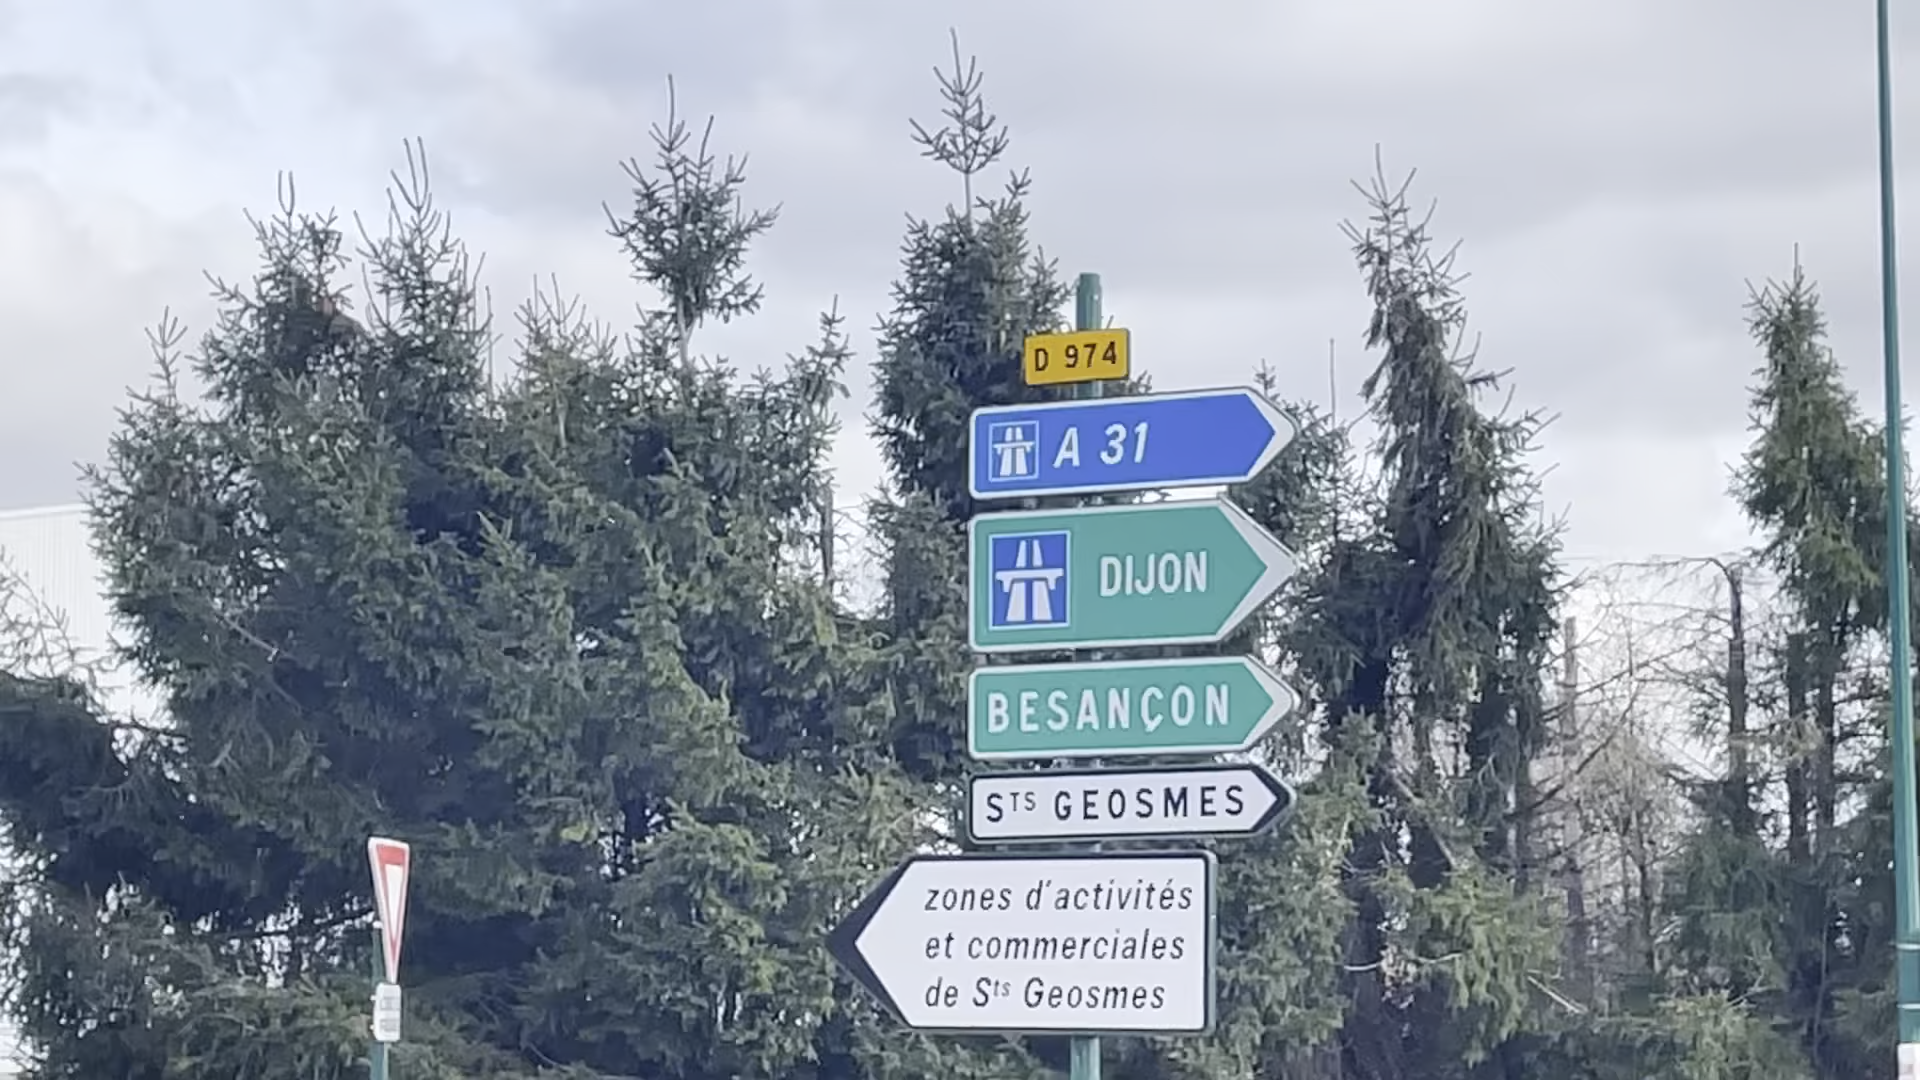 D 974
A 31
DIJON
BESANÇON
Sᵀˢ GEOSMES
zones d'activités
et commerciales
de Sᵗˢ Geosmes